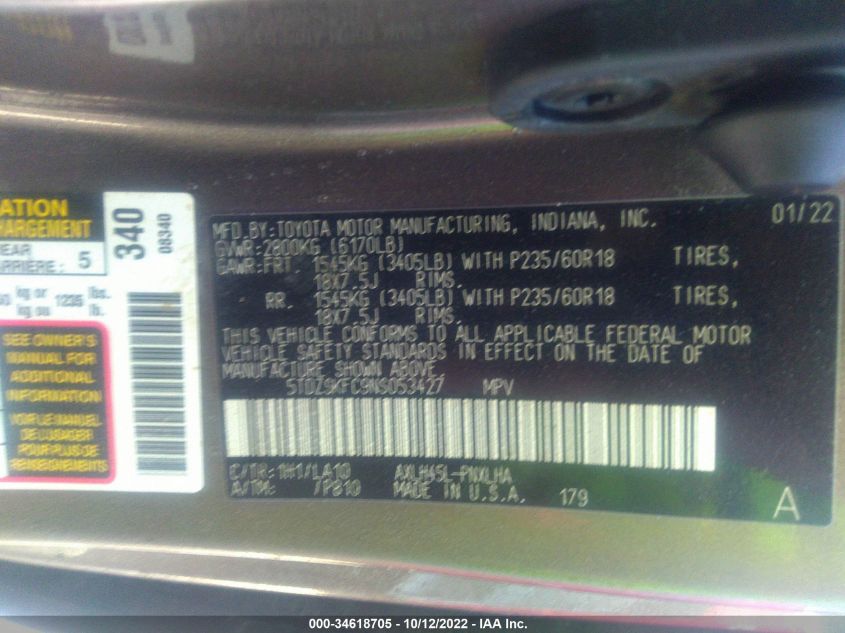 ATION
HARGEMENT
EAR
ARRIERE: 5
kg or 1235 lbs.
kg ou lb.
340
08340
SEE OWNER'S
MANUAL FOR
ADDITIONAL
INFORMATION
VOIR LE MANUEL
DE L'USAGER
POUR PLUS DE
RENSEIGNEMENTS
MFD. BY: TOYOTA MOTOR MANUFACTURING, INDIANA, INC. 01/22
GVWR: 2800KG (6170LB)
GAWR: FRT. 1545KG (3405LB) WITH P235/60R18 TIRES,
18X7.5J RIMS.
RR. 1545KG (3405LB) WITH P235/60R18 TIRES,
18X7.5J RIMS.
THIS VEHICLE CONFORMS TO ALL APPLICABLE FEDERAL MOTOR
VEHICLE SAFETY STANDARDS IN EFFECT ON THE DATE OF
MANUFACTURE SHOWN ABOVE.
5TDZ9KFC9NS053427 MPV
C/TR: 1H1/LA10 AXLH45L-PNXLHA
A/TM: /P810 MADE IN U.S.A. 179 A
000-34618705 - 10/12/2022 - IAA Inc.